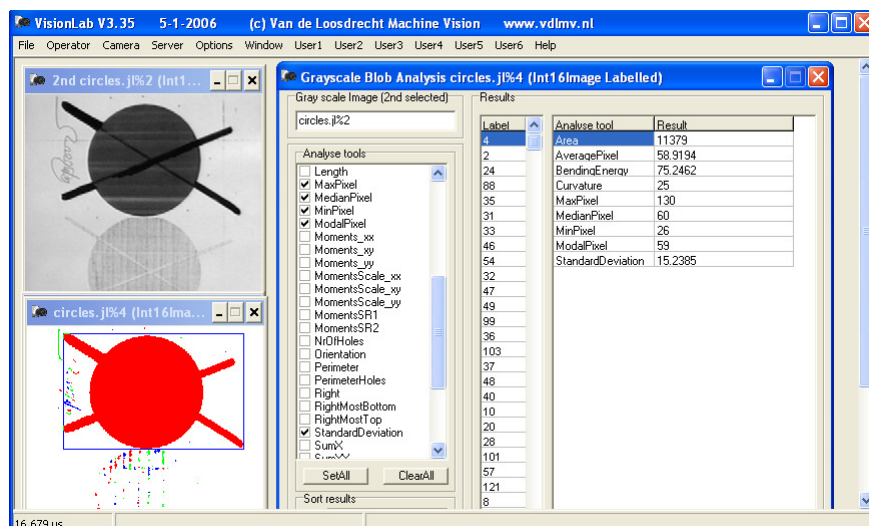 VisionLab V3.35 5-1-2006 (c) Van de Loosdrecht Machine Vision www.vdlmv.nl
File Operator Camera Server Options Window User1 User2 User3 User4 User5 User6 Help
2nd circles.jl%2 (Int1...
circles.jl%4 (Int16Ima...
Grayscale Blob Analysis circles.jl%4 (Int16Image Labelled)
Gray scale Image (2nd selected)
circles.jl%2
Analyse tools
Length
MaxPixel
MedianPixel
MinPixel
ModalPixel
Moments_xx
Moments_xy
Moments_yy
MomentsScale_xx
MomentsScale_xy
MomentsScale_yy
MomentsSR1
MomentsSR2
NrOfHoles
Orientation
Perimeter
PerimeterHoles
Right
RightMostBottom
RightMostTop
StandardDeviation
SumX
SetAll ClearAll
Sort results
Results
Label
4
2
24
88
35
31
33
46
54
32
47
49
99
36
103
37
48
40
10
20
28
101
57
121
8
Analyse tool Result
Area 11379
AveragePixel 58.9194
BendingEnergy 75.2462
Curvature 25
MaxPixel 130
MedianPixel 60
MinPixel 26
ModalPixel 59
StandardDeviation 15.2385
16.679 us